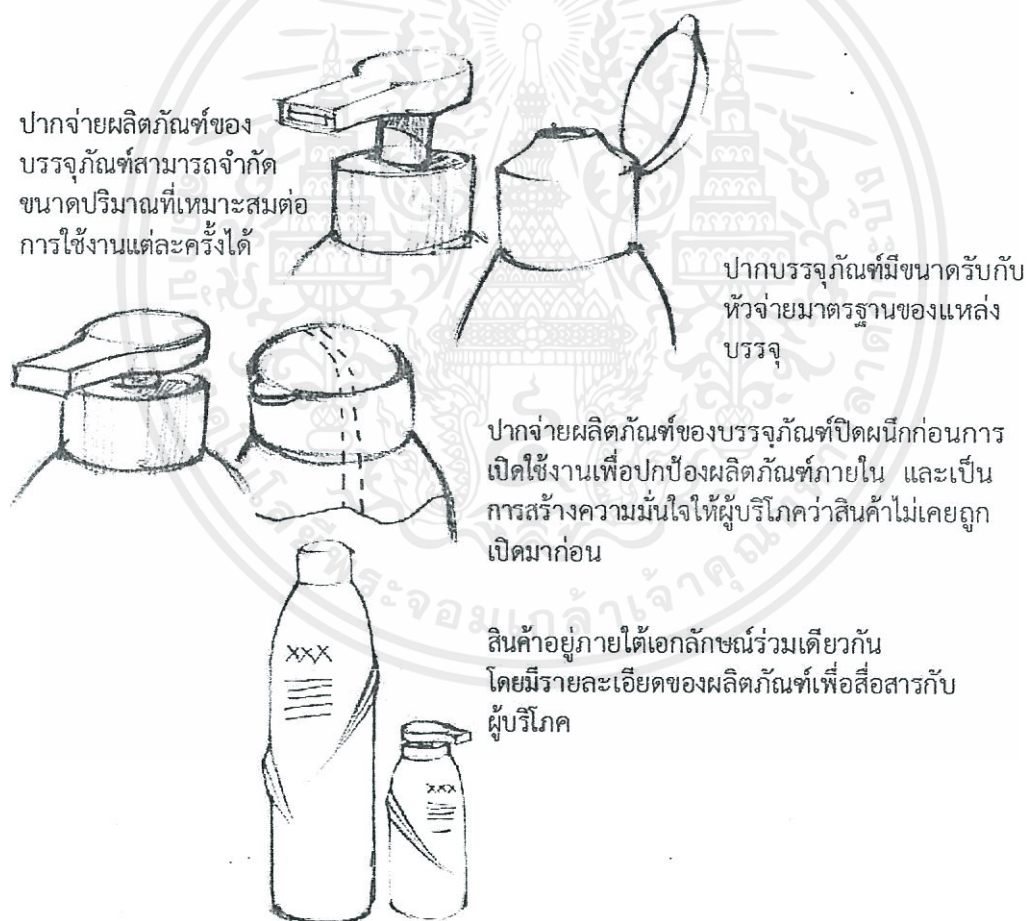 ปากจ่ายผลิตภัณฑ์ของ
บรรจุภัณฑ์สามารถจำกัด
ขนาดปริมาณที่เหมาะสมต่อ
การใช้งานแต่ละครั้งได้
ปากบรรจุภัณฑ์มีขนาดรับกับ
หัวจ่ายมาตรฐานของแหล่ง
บรรจุ
ปากจ่ายผลิตภัณฑ์ของบรรจุภัณฑ์ปิดผนึกก่อนการ
เปิดใช้งานเพื่อปกป้องผลิตภัณฑ์ภายใน และเป็น
การสร้างความมั่นใจให้ผู้บริโภคว่าสินค้าไม่เคยถูก
เปิดมาก่อน
สินค้าอยู่ภายใต้เอกลักษณ์ร่วมเดียวกัน
โดยมีรายละเอียดของผลิตภัณฑ์เพื่อสื่อสารกับ
ผู้บริโภค
xxx
xxx
พระจอมเกล้าเจ้าคุณ